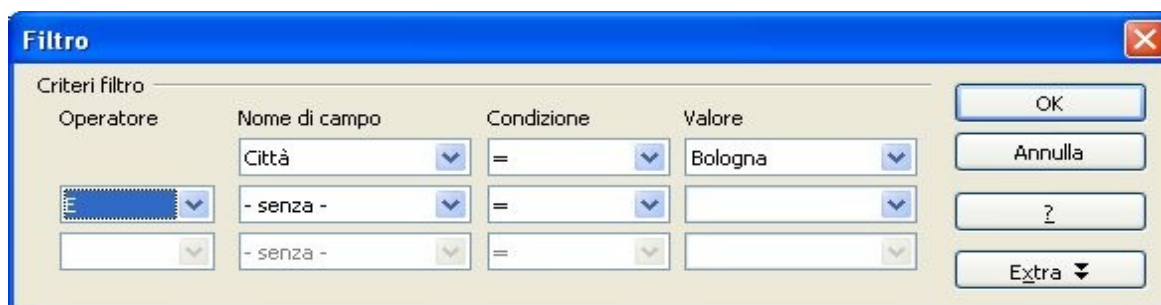 Filtro
Criteri filtro
Operatore Nome di campo Condizione Valore
Città = Bologna
E - senza - =
- senza - =
OK
Annulla
?
Extra